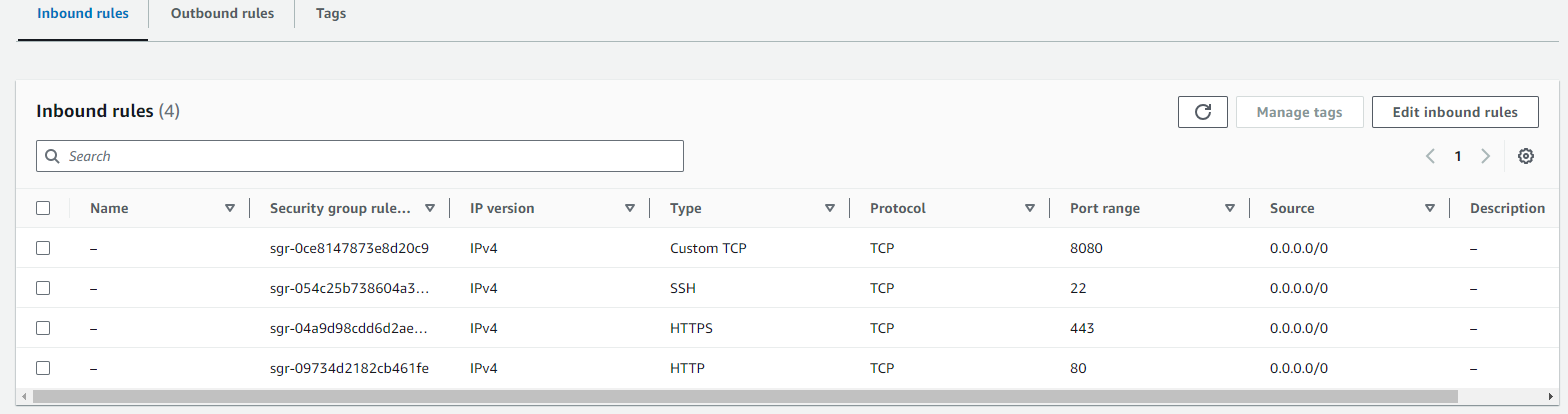 Inbound rules Outbound rules Tags
Inbound rules (4) Manage tags Edit inbound rules
Search 1
Name Security group rule... IP version Type Protocol Port range Source Description
– sgr-0ce8147873e8d20c9 IPv4 Custom TCP TCP 8080 0.0.0.0/0 –
– sgr-054c25b738604a3... IPv4 SSH TCP 22 0.0.0.0/0 –
– sgr-04a9d98cdd6d2ae... IPv4 HTTPS TCP 443 0.0.0.0/0 –
– sgr-09734d2182cb461fe IPv4 HTTP TCP 80 0.0.0.0/0 –